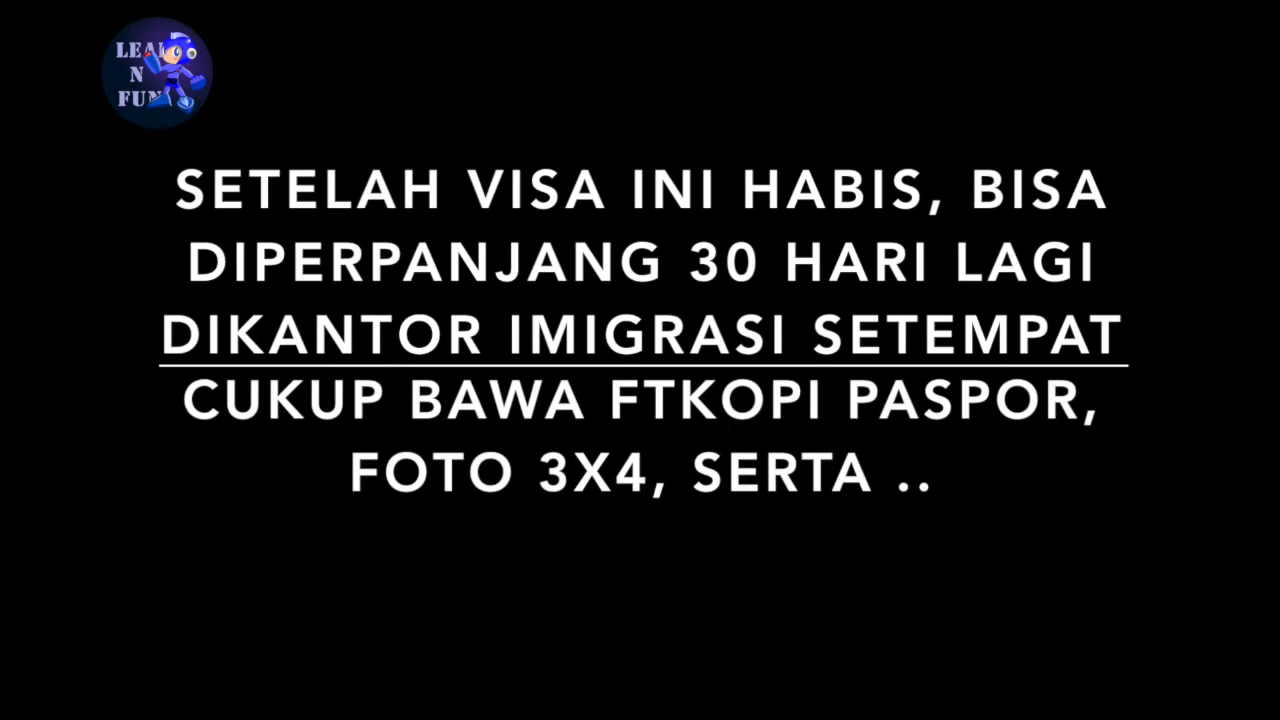 N
FUN
SETELAH VISA INI HABIS, BISA
DIPERPANJANG 30 HARI LAGI
DIKANTOR IMIGRASI SETEMPAT
CUKUP BAWA FTKOPI PASPOR,
FOTO 3X4, SERTA ..